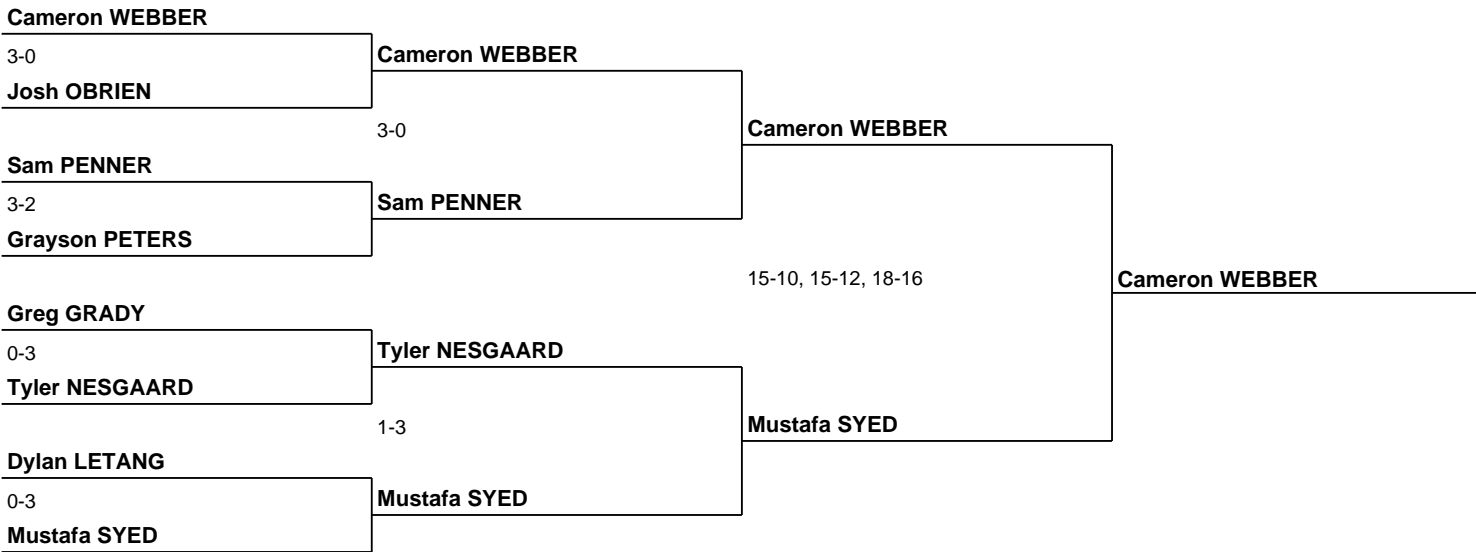 Cameron WEBBER
3-0
Cameron WEBBER
Josh OBRIEN
3-0
Cameron WEBBER
Sam PENNER
3-2
Sam PENNER
Grayson PETERS
15-10, 15-12, 18-16
Cameron WEBBER
Greg GRADY
0-3
Tyler NESGAARD
Tyler NESGAARD
1-3
Mustafa SYED
Dylan LETANG
0-3
Mustafa SYED
Mustafa SYED